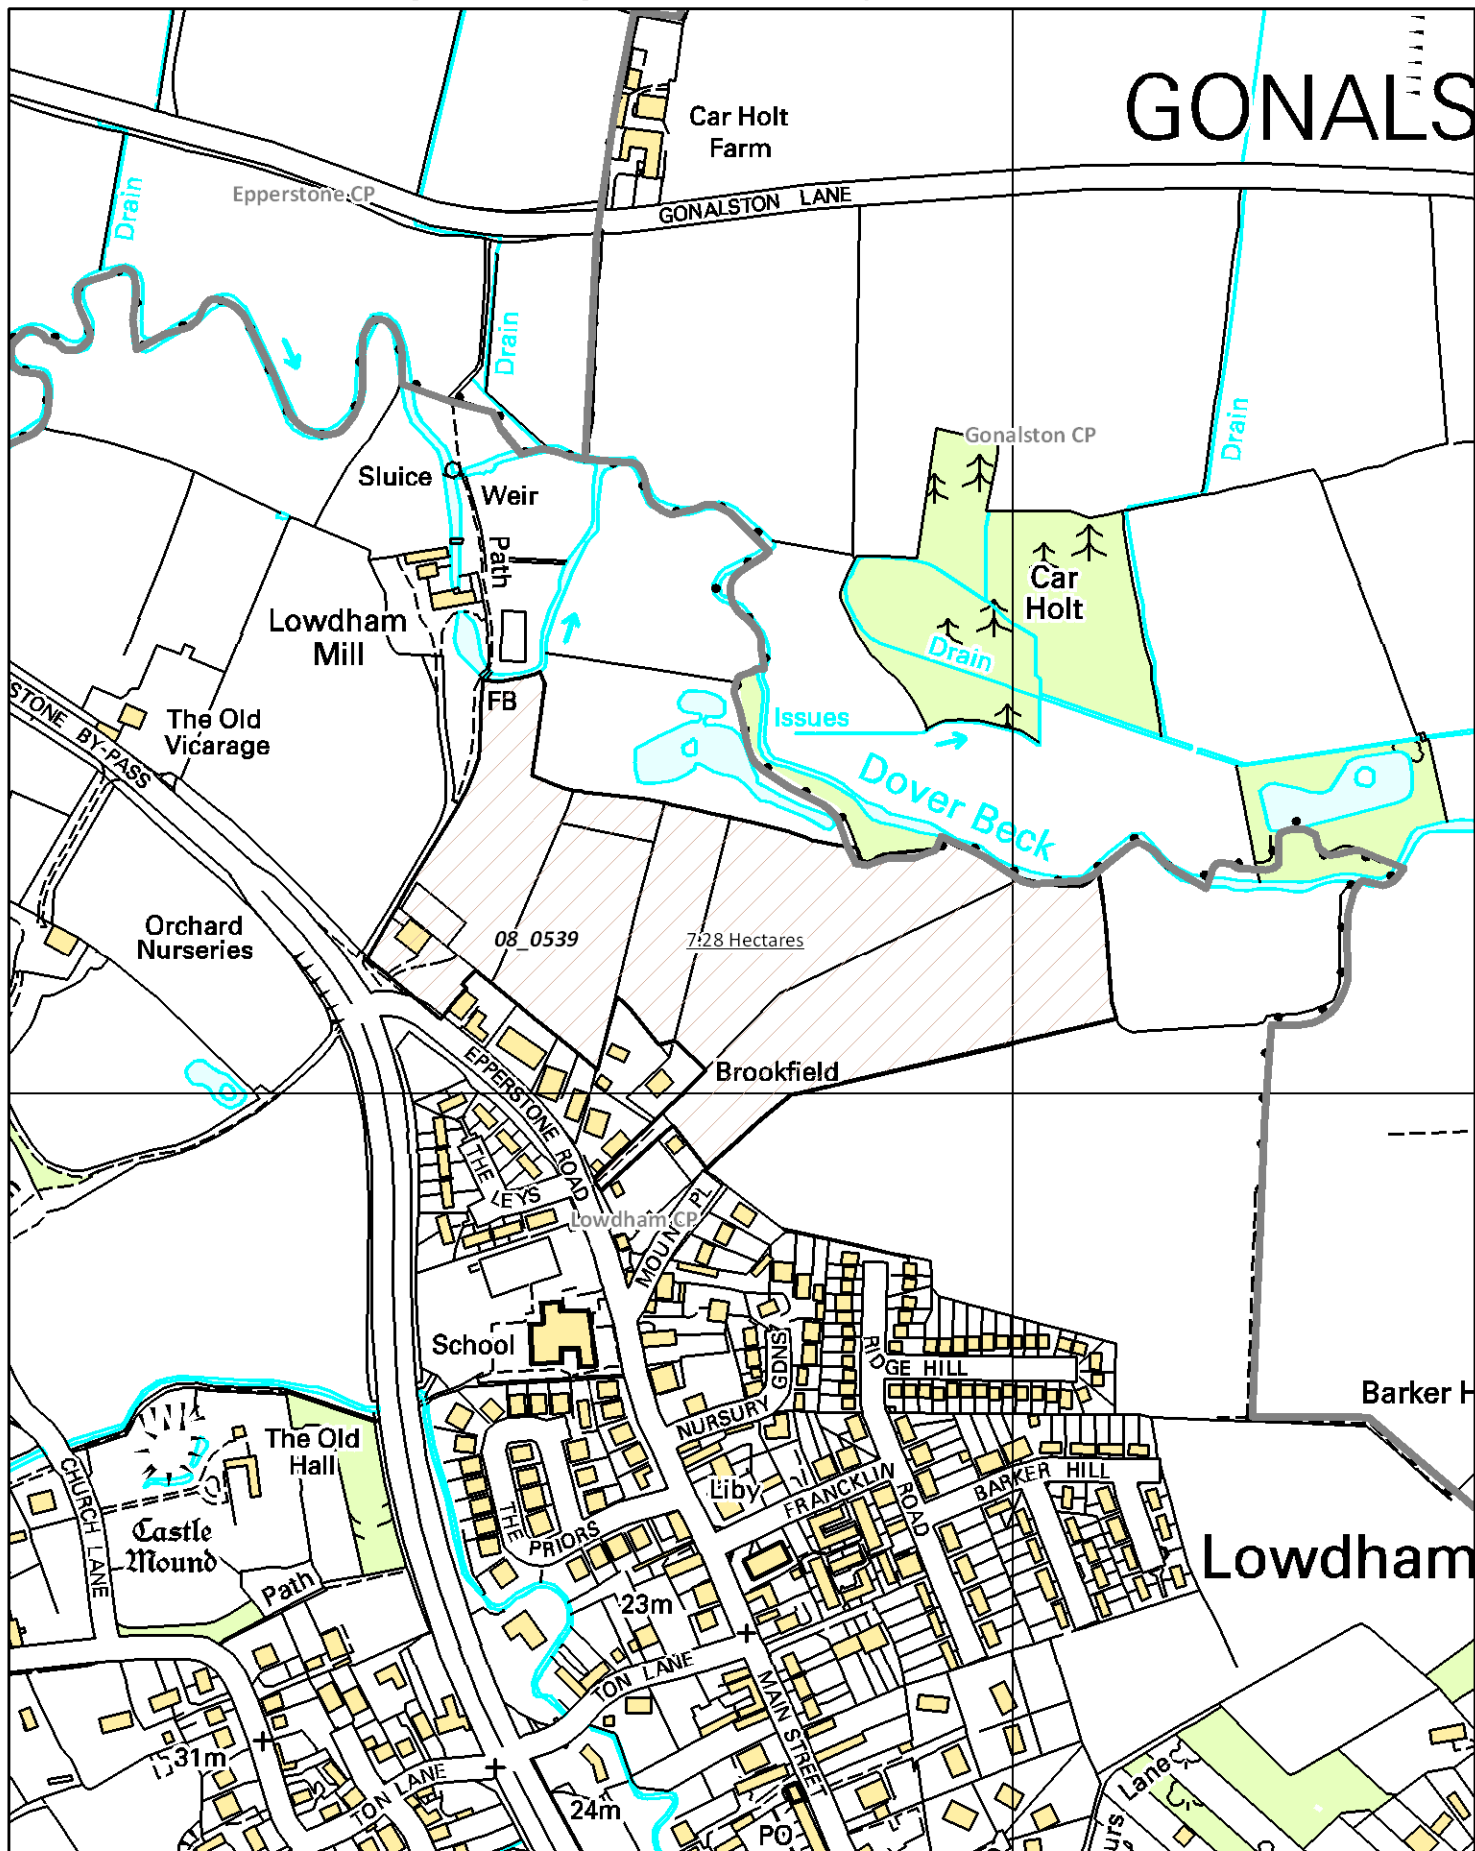 GONALS
Car Holt
Farm
Epperstone CP
GONALSTON LANE
Drain
Drain
Drain
Gonalston CP
Sluice
Weir
Path
Car
Holt
Lowdham
Mill
Drain
FB
Issues
STONE BY-PASS
The Old
Vicarage
Dover Beck
Orchard
Nurseries
08_0539
7.28 Hectares
Brookfield
EPPERSTONE ROAD
THE LEYS
Lowdham CP
MOUNT PL
School
GDNS
NURSURY
RIDGE HILL
Barker H
The Old
Hall
CHURCH LANE
Castle
Mound
Path
Liby
FRANCKLIN
ROAD
BARKER HILL
THE PRIORS
Lowdham
23m
TON LANE
MAIN STREET
31m
TON LANE
24m
PO
Lane
urs